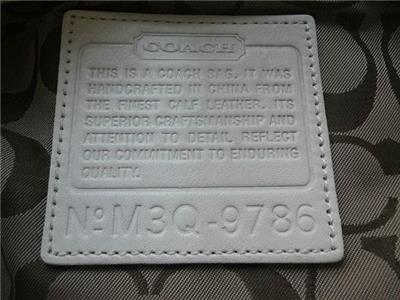 COACH
THIS IS A COACH BAG. IT WAS
HANDCRAFTED IN CHINA FROM
THE FINEST CALF LEATHER. ITS
SUPERIOR CRAFTSMANSHIP AND
ATTENTION TO DETAIL REFLECT
OUR COMMITMENT TO ENDURING
QUALITY.
NºM3Q-9786